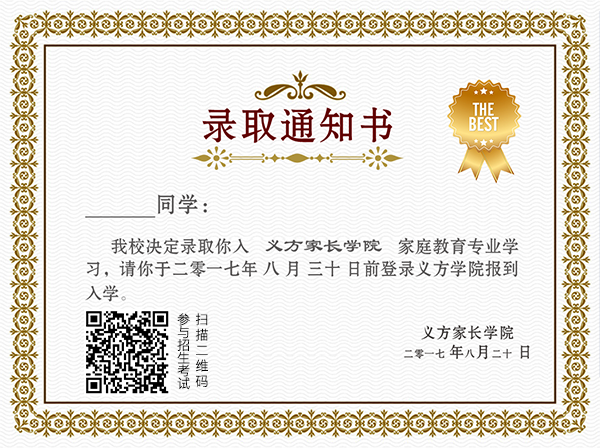 录取通知书
THE
BEST
_______同学：
我校决定录取你入 义方家长学院 家庭教育专业学
习，请你于二零一七年 八 月 三十 日前登录义方学院报到
入学。
扫描二维码
参与招生考试
义方家长学院
二零一七 年八月二十 日